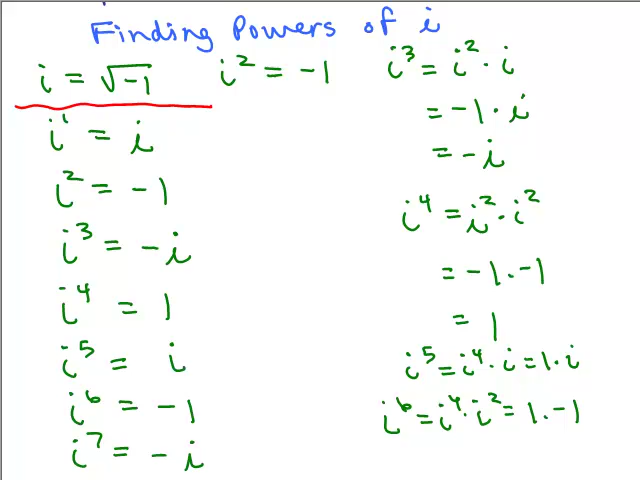 Finding Powers of i
i = √-1 i² = -1
i¹ = i
i² = -1
i³ = -i
i⁴ = 1
i⁵ = i
i⁶ = -1
i⁷ = -i
i³ = i² · i
= -1 · i
= -i
i⁴ = i² · i²
= -1 · -1
= 1
i⁵ = i⁴ · i = 1 · i
i⁶ = i⁴ · i² = 1 · -1